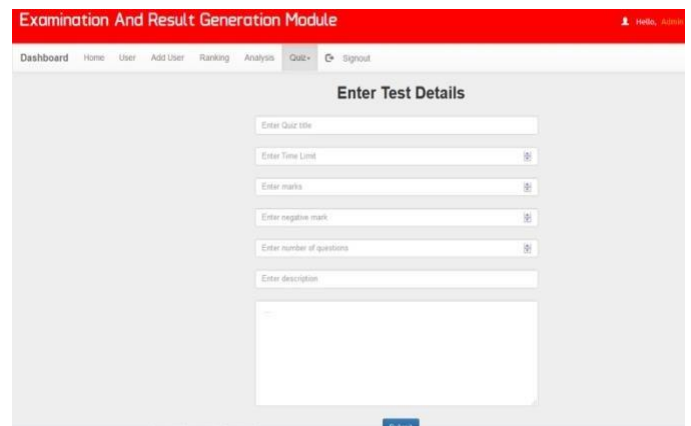 Examination And Result Generation Module
Hello, Admin
Dashboard Home User Add User Ranking Analysis Quiz Signout
Enter Test Details
Enter Quiz title
Enter Time Limit
Enter marks
Enter negative mark
Enter number of questions
Enter description